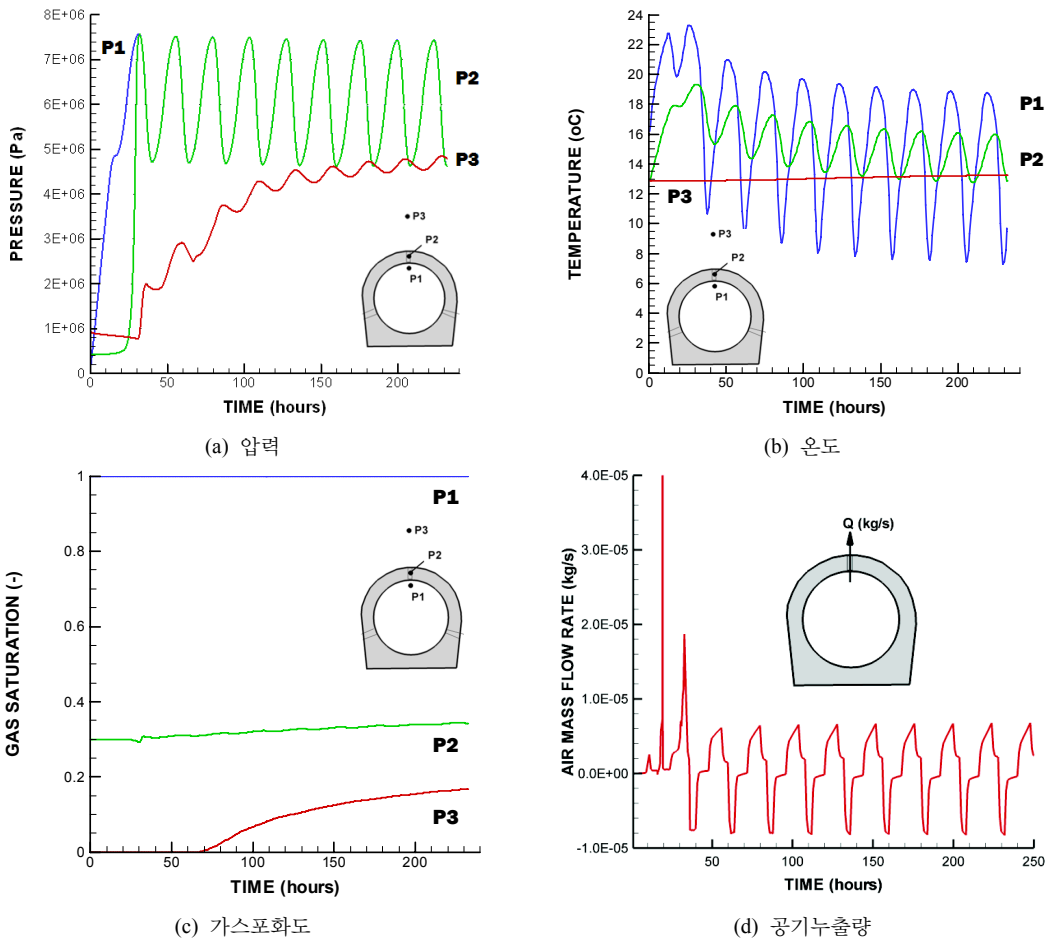 8E+06
7E+06
6E+06
5E+06
4E+06
3E+06
2E+06
1E+06
0
0
50
100
150
200
PRESSURE (Pa)
TIME (hours)
P1
P2
P3
P3
P2
P1
(a) 압력
24
22
20
18
16
14
12
10
8
6
4
2
0
0
50
100
150
200
TEMPERATURE (oC)
TIME (hours)
P1
P2
P3
P3
P2
P1
(b) 온도
1
0.8
0.6
0.4
0.2
0
0
50
100
150
200
GAS SATURATION (-)
TIME (hours)
P1
P3
P2
P1
P2
P3
(c) 가스포화도
4.0E-05
3.0E-05
2.0E-05
1.0E-05
0.0E+00
-1.0E-05
50
100
150
200
250
AIR MASS FLOW RATE (kg/s)
TIME (hours)
Q (kg/s)
(d) 공기누출량